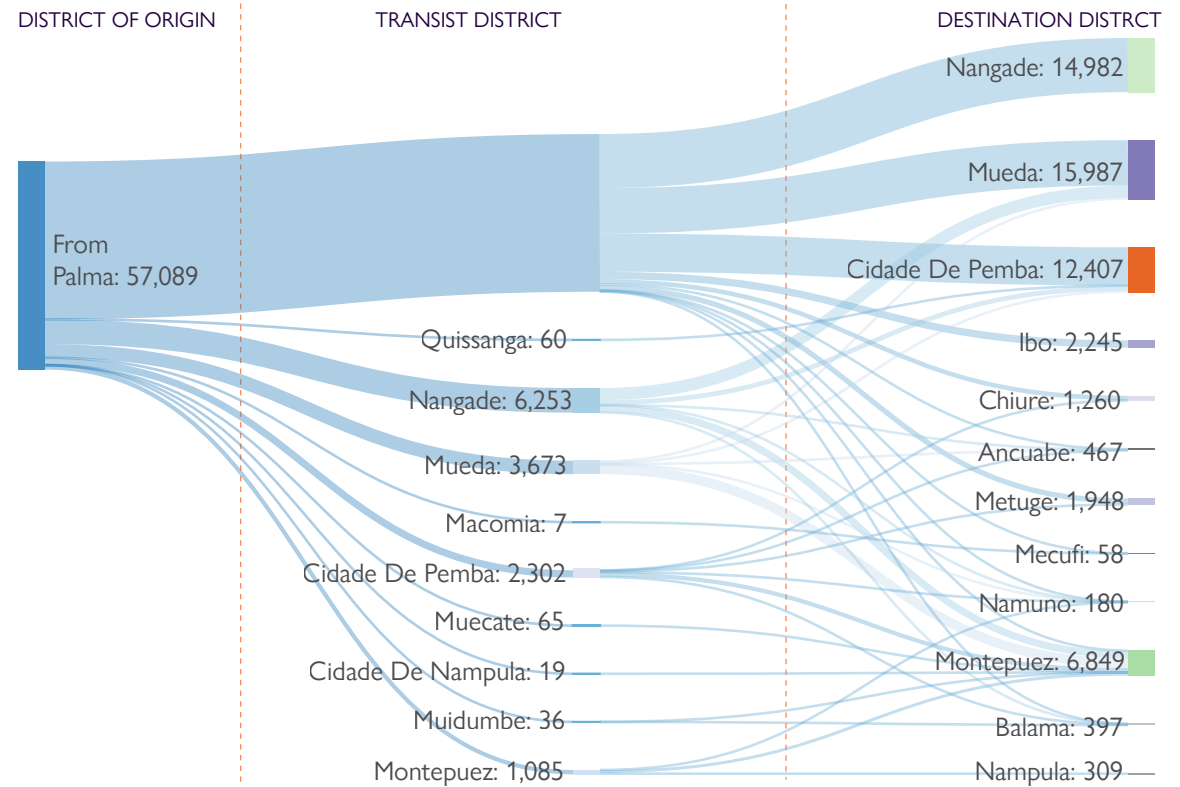 DISTRICT OF ORIGIN
TRANSIST DISTRICT
DESTINATION DISTRCT
From
Palma: 57,089
Quissanga: 60
Nangade: 6,253
Mueda: 3,673
Macomia: 7
Cidade De Pemba: 2,302
Muecate: 65
Cidade De Nampula: 19
Muidumbe: 36
Montepuez: 1,085
Nangade: 14,982
Mueda: 15,987
Cidade De Pemba: 12,407
Ibo: 2,245
Chiure: 1,260
Ancuabe: 467
Metuge: 1,948
Mecufi: 58
Namuno: 180
Montepuez: 6,849
Balama: 397
Nampula: 309